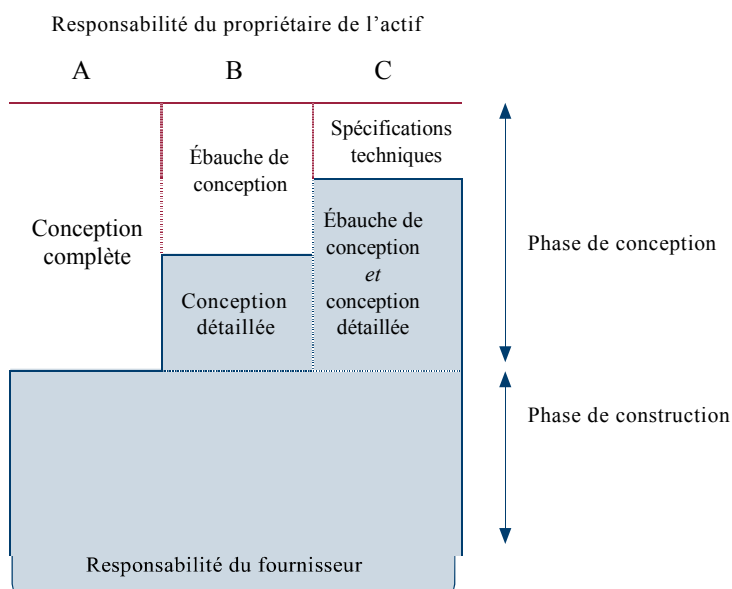 Responsabilité du propriétaire de l’actif
A B C
Spécifications
techniques
Ébauche de
conception
Conception
complète
Ébauche de
conception
et
conception
détaillée
Conception
détaillée
Phase de conception
Phase de construction
Responsabilité du fournisseur